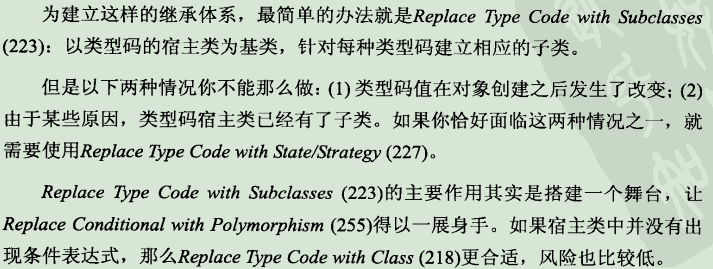 为建立这样的继承体系，最简单的办法就是Replace Type Code with Subclasses
(223)：以类型码的宿主类为基类，针对每种类型码建立相应的子类。
但是以下两种情况你不能那么做：(1) 类型码值在对象创建之后发生了改变；(2)
由于某些原因，类型码宿主类已经有了子类。如果你恰好面临这两种情况之一，就
需要使用Replace Type Code with State/Strategy (227)。
Replace Type Code with Subclasses (223)的主要作用其实是搭建一个舞台，让
Replace Conditional with Polymorphism (255)得以一展身手。如果宿主类中并没有出
现条件表达式，那么Replace Type Code with Class (218)更合适，风险也比较低。